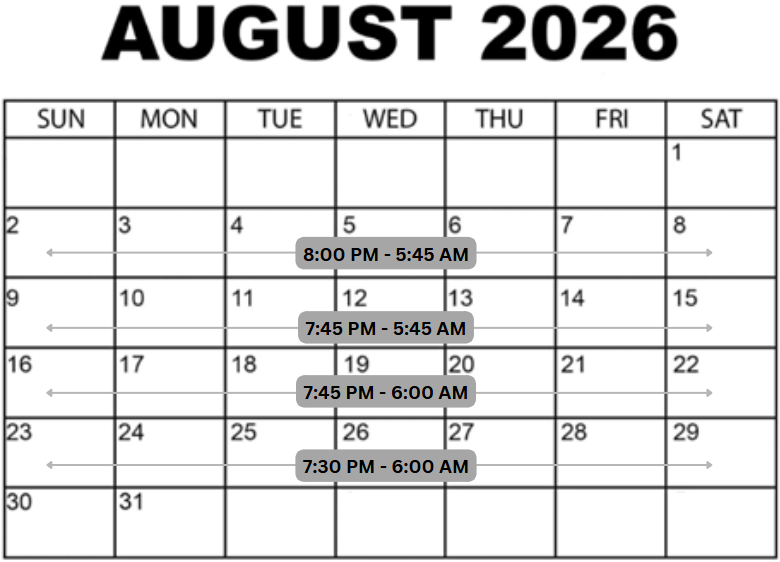 AUGUST 2026
SUN MON TUE WED THU FRI SAT
1
2 3 4 5 6 7 8
8:00 PM - 5:45 AM
9 10 11 12 13 14 15
7:45 PM - 5:45 AM
16 17 18 19 20 21 22
7:45 PM - 6:00 AM
23 24 25 26 27 28 29
7:30 PM - 6:00 AM
30 31